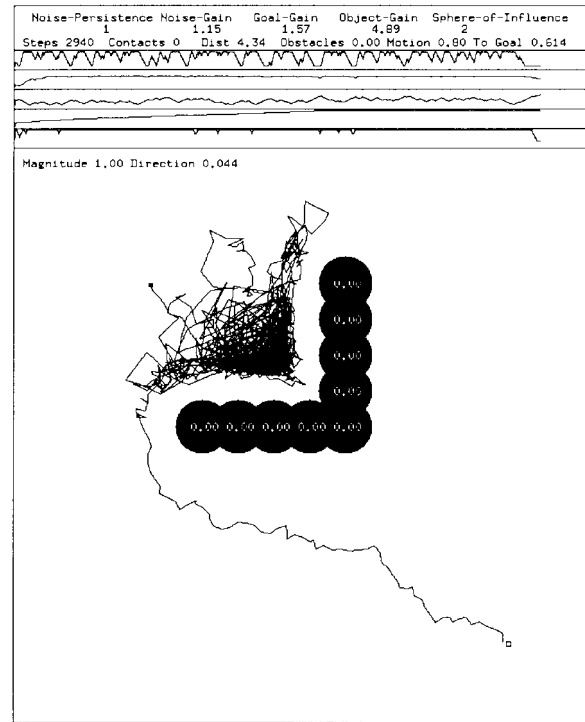 Noise-Persistence Noise-Gain Goal-Gain Object-Gain Sphere-of-Influence
1 1.15 1.57 4.89 2
Steps 2940 Contacts 0 Dist 4.34 Obstacles 0.00 Motion 0.80 To Goal 0.614
Magnitude 1.00 Direction 0.044
0.00
0.00
0.00
0.05
0.00 0.00 0.00 0.00 0.00